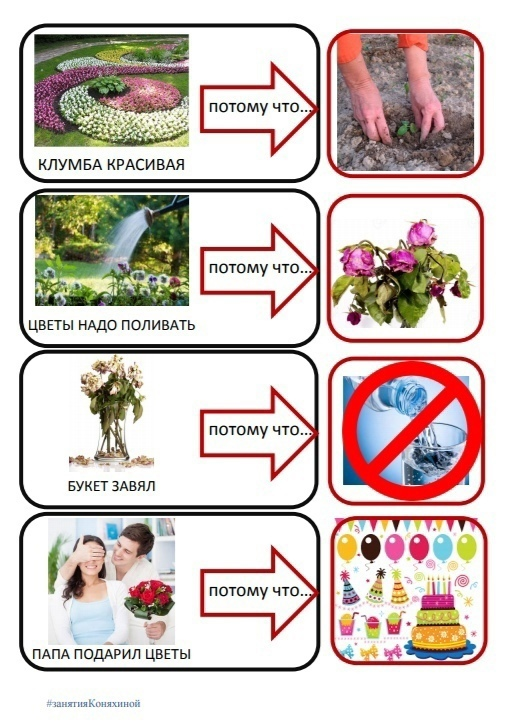 потому что...
КЛУМБА КРАСИВАЯ
потому что...
ЦВЕТЫ НАДО ПОЛИВАТЬ
потому что...
БУКЕТ ЗАВЯЛ
потому что...
ПАПА ПОДАРИЛ ЦВЕТЫ
#занятияКоняхиной